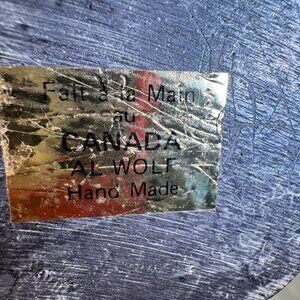 Fait à la Main
au
CANADA
"AL WOLF
Hand Made